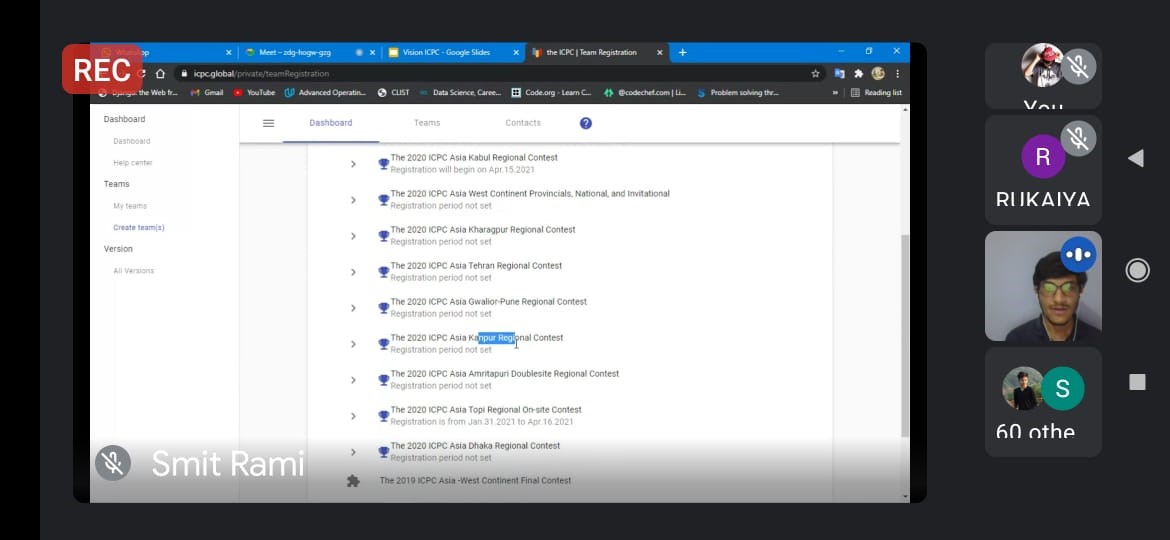 WhatsApp
Meet – zdg-hogw-gzg
Vision ICPC - Google Slides
the ICPC | Team Registration
REC
icpc.global/private/teamRegistration
Django: the Web fr...
Gmail
YouTube
Advanced Operatin...
CLIST
Data Science, Caree...
Code.org - Learn C...
@codechef.com | Li...
Problem solving thr...
»
Reading list
Dashboard
Dashboard
Help center
Teams
My teams
Create team(s)
Version
All Versions
Dashboard
Teams
Contacts
?
The 2020 ICPC Asia Kabul Regional Contest
Registration will begin on Apr.15.2021
The 2020 ICPC Asia West Continent Provincials, National, and Invitational
Registration period not set
The 2020 ICPC Asia Kharagpur Regional Contest
Registration period not set
The 2020 ICPC Asia Tehran Regional Contest
Registration period not set
The 2020 ICPC Asia Gwalior-Pune Regional Contest
Registration period not set
The 2020 ICPC Asia Kanpur Regional Contest
Registration period not set
The 2020 ICPC Asia Amritapuri Doublesite Regional Contest
Registration period not set
The 2020 ICPC Asia Topi Regional On-site Contest
Registration is from Jan.31.2021 to Apr.16.2021
The 2020 ICPC Asia Dhaka Regional Contest
Registration period not set
The 2019 ICPC Asia -West Continent Final Contest
Smit Rami
You
R
RUKAIYA
S
60 othe